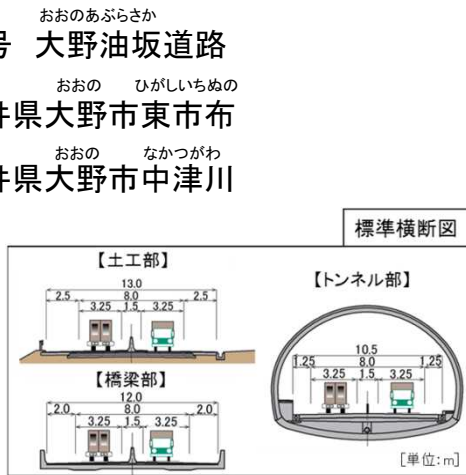 おおのあぶらさか
号 大野油坂道路
おおの ひがしいちぬの
井県大野市東市布
おおの なかつがわ
井県大野市中津川
標準横断図
【土工部】
13.0
2.5 8.0 2.5
3.25 1.5 3.25
【橋梁部】
12.0
2.0 8.0 2.0
3.25 1.5 3.25
【トンネル部】
10.5
1.25 8.0 1.25
3.25 1.5 3.25
[単位:m]